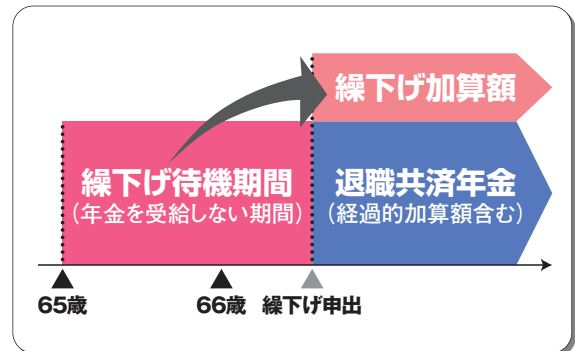 繰下げ加算額
繰下げ待機期間
(年金を受給しない期間)
退職共済年金
(経過的加算額含む)
65歳
66歳
繰下げ申出